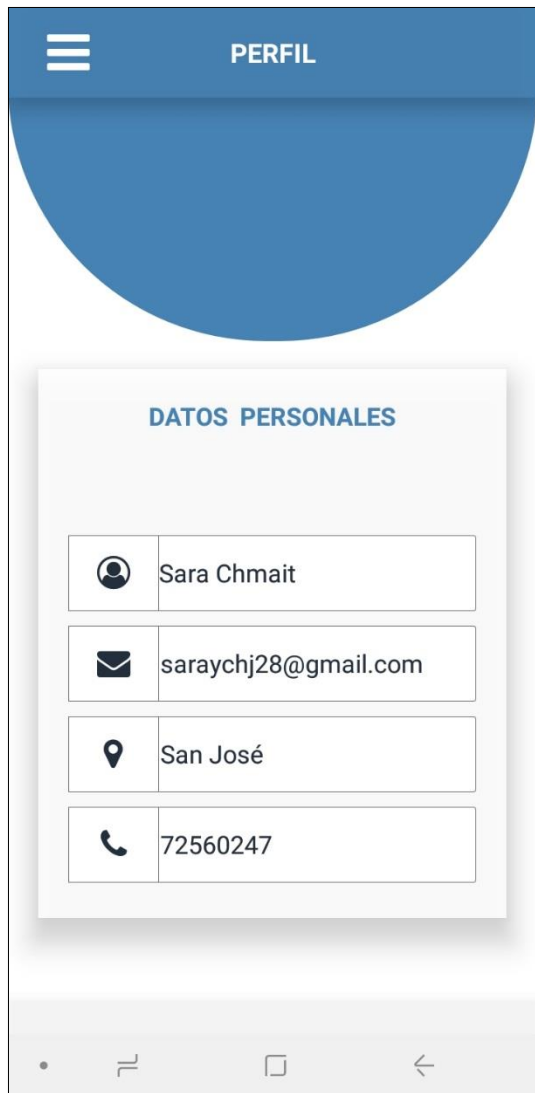 PERFIL
DATOS PERSONALES
Sara Chmait
saraychj28@gmail.com
San José
72560247